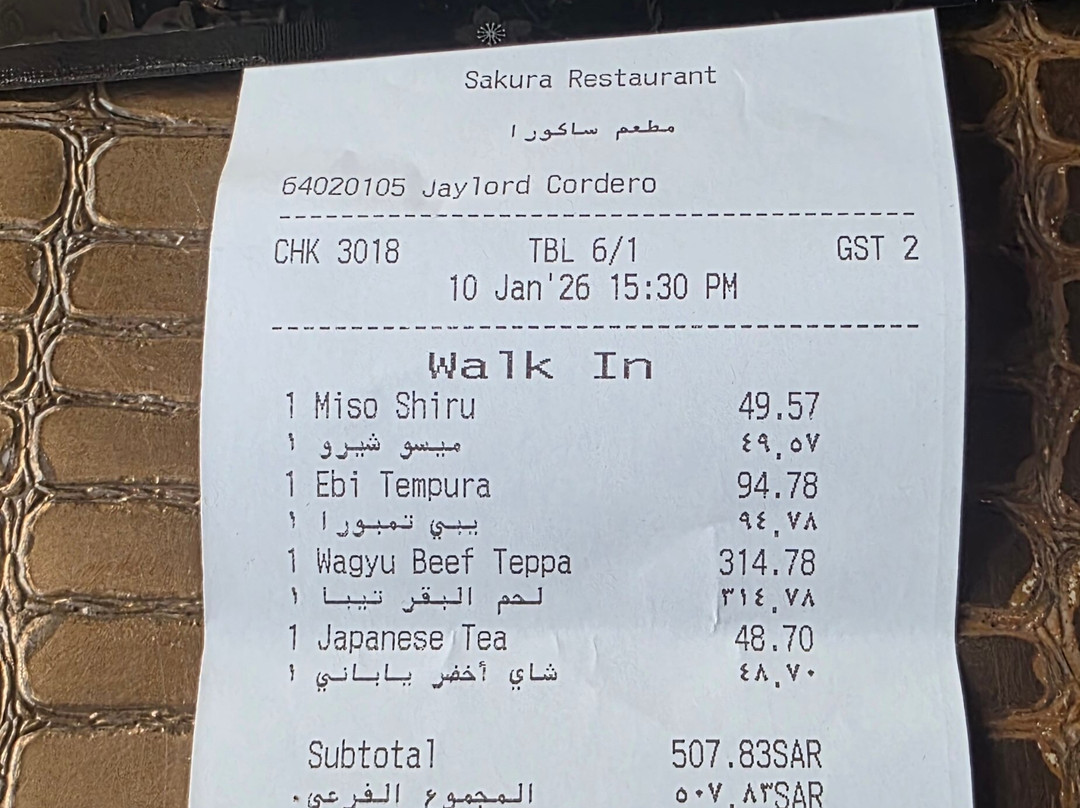 Sakura Restaurant
مطعم ساكورا
64020105 Jaylord Cordero
----------------------------------------
CHK 3018 TBL 6/1 GST 2
10 Jan'26 15:30 PM
----------------------------------------
Walk In
1 Miso Shiru 49.57
١ ميسو شيرو ٤٩,٥٧
1 Ebi Tempura 94.78
١ يبي تمبورا ٩٤,٧٨
1 Wagyu Beef Teppa 314.78
١ لحم البقر تيبا ٣١٤,٧٨
1 Japanese Tea 48.70
١ شاي أخضر ياباني ٤٨,٧٠
Subtotal 507.83SAR
المجموع الفرعي. ٥٠٧,٨٣SAR